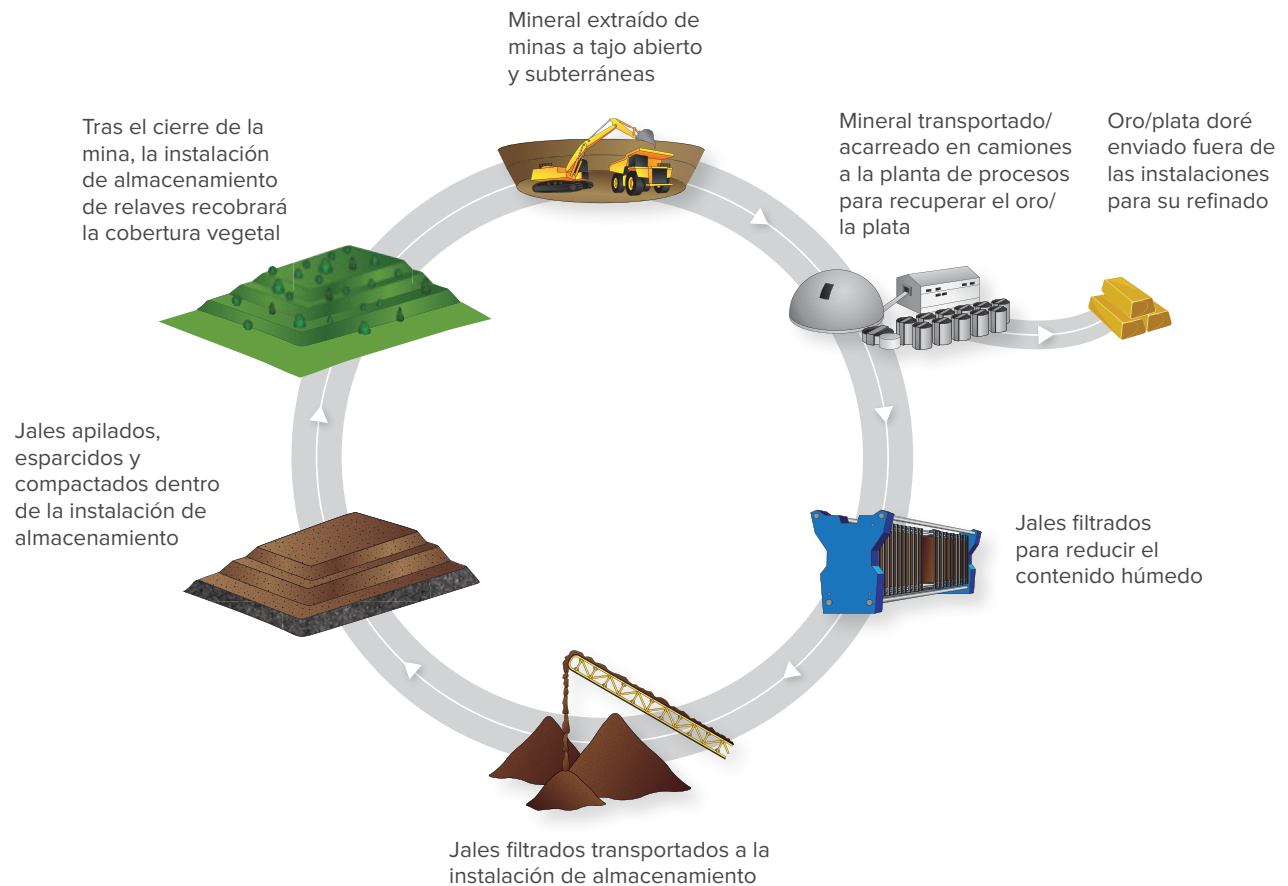 Mineral extraído de
minas a tajo abierto
y subterráneas
Mineral transportado/
acarreado en camiones
a la planta de procesos
para recuperar el oro/
la plata
Oro/plata doré
enviado fuera de
las instalaciones
para su refinado
Jales filtrados
para reducir el
contenido húmedo
Jales filtrados transportados a la
instalación de almacenamiento
Jales apilados,
esparcidos y
compactados dentro
de la instalación de
almacenamiento
Tras el cierre de la
mina, la instalación
de almacenamiento
de relaves recobrará
la cobertura vegetal